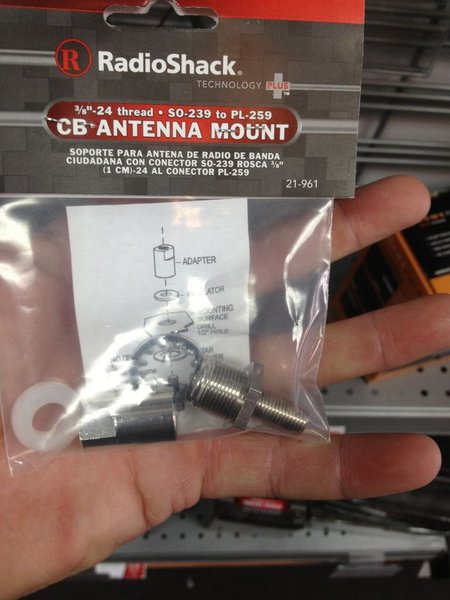 R RadioShack®
TECHNOLOGY PLUS™
3/8"-24 thread • SO-239 to PL-259
CB ANTENNA MOUNT
SOPORTE PARA ANTENA DE RADIO DE BANDA
CIUDADANA CON CONECTOR SO-239 ROSCA 3/8"
(1 CM)-24 AL CONECTOR PL-259
21-961
ADAPTER
MOUNTING
SURFACE
DRILL
1/2" HOLE